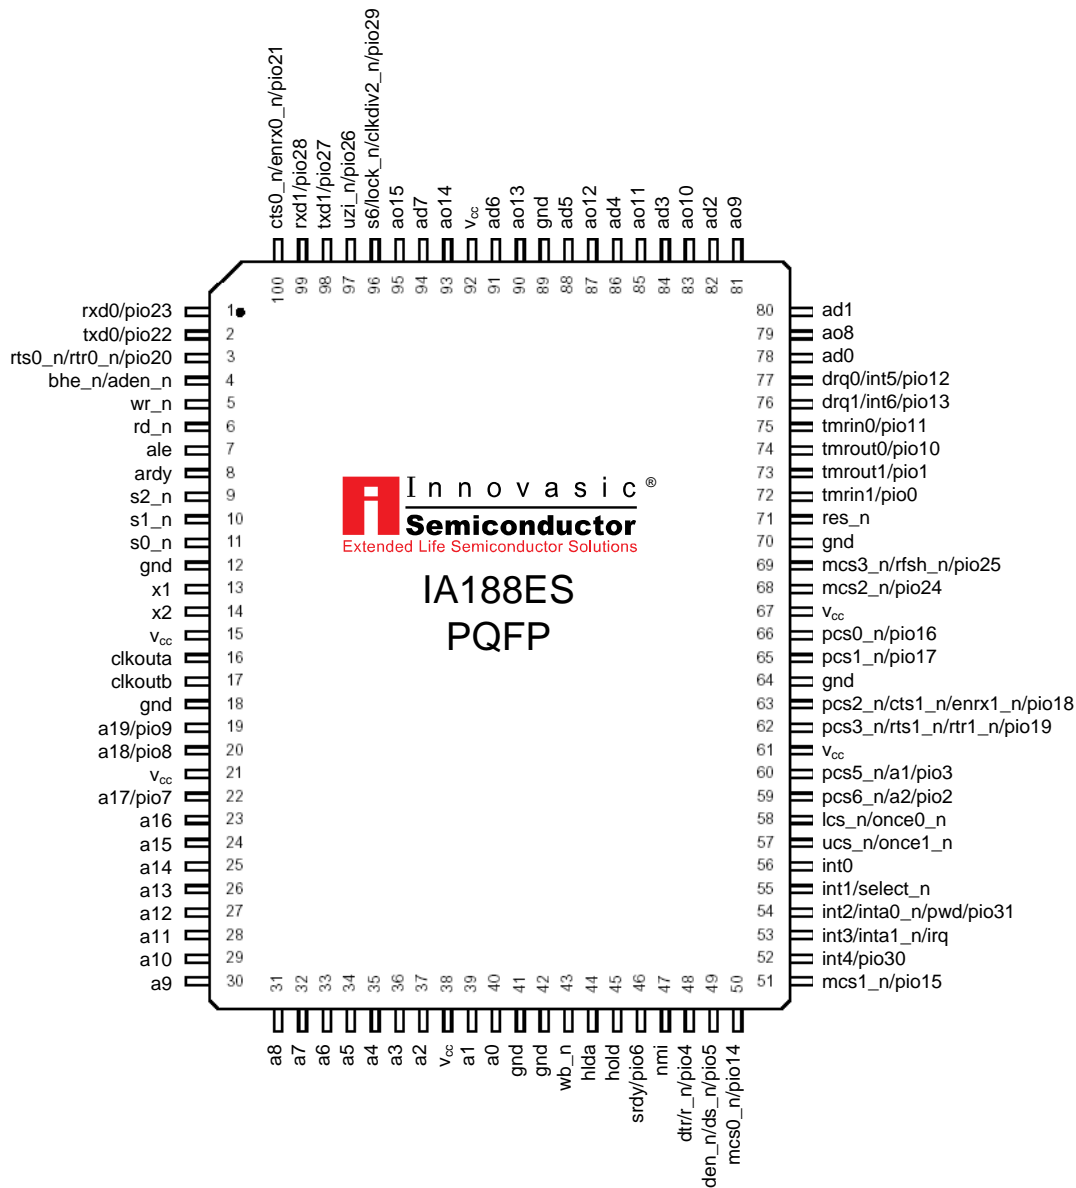 cts0_n/enrx0_n/pio21
rxd1/pio28
txd1/pio27
uzi_n/pio26
s6/lock_n/clkdiv2_n/pio29
ao15
ad7
ao14
vcc
ad6
ao13
gnd
ad5
ao12
ad4
ao11
ad3
ao10
ad2
ao9
100 99 98 97 96 95 94 93 92 91 90 89 88 87 86 85 84 83 82 81
rxd0/pio23 1 80 ad1
txd0/pio22 2 79 ao8
rts0_n/rtr0_n/pio20 3 78 ad0
bhe_n/aden_n 4 77 drq0/int5/pio12
wr_n 5 76 drq1/int6/pio13
rd_n 6 75 tmrin0/pio11
ale 7 74 tmrout0/pio10
ardy 8 73 tmrout1/pio1
s2_n 9 72 tmrin1/pio0
s1_n 10 71 res_n
s0_n 11 70 gnd
gnd 12 69 mcs3_n/rfsh_n/pio25
x1 13 68 mcs2_n/pio24
x2 14 67 vcc
vcc 15 66 pcs0_n/pio16
clkouta 16 65 pcs1_n/pio17
clkoutb 17 64 gnd
gnd 18 63 pcs2_n/cts1_n/enrx1_n/pio18
a19/pio9 19 62 pcs3_n/rts1_n/rtr1_n/pio19
a18/pio8 20 61 vcc
vcc 21 60 pcs5_n/a1/pio3
a17/pio7 22 59 pcs6_n/a2/pio2
a16 23 58 lcs_n/once0_n
a15 24 57 ucs_n/once1_n
a14 25 56 int0
a13 26 55 int1/select_n
a12 27 54 int2/inta0_n/pwd/pio31
a11 28 53 int3/inta1_n/irq
a10 29 52 int4/pio30
a9 30 51 mcs1_n/pio15
i Innovasic ®
Semiconductor
Extended Life Semiconductor Solutions
IA188ES
PQFP
31 32 33 34 35 36 37 38 39 40 41 42 43 44 45 46 47 48 49 50
a8
a7
a6
a5
a4
a3
a2
vcc
a1
a0
gnd
gnd
wb_n
hlda
hold
srdy/pio6
nmi
dtr/r_n/pio4
den_n/ds_n/pio5
mcs0_n/pio14